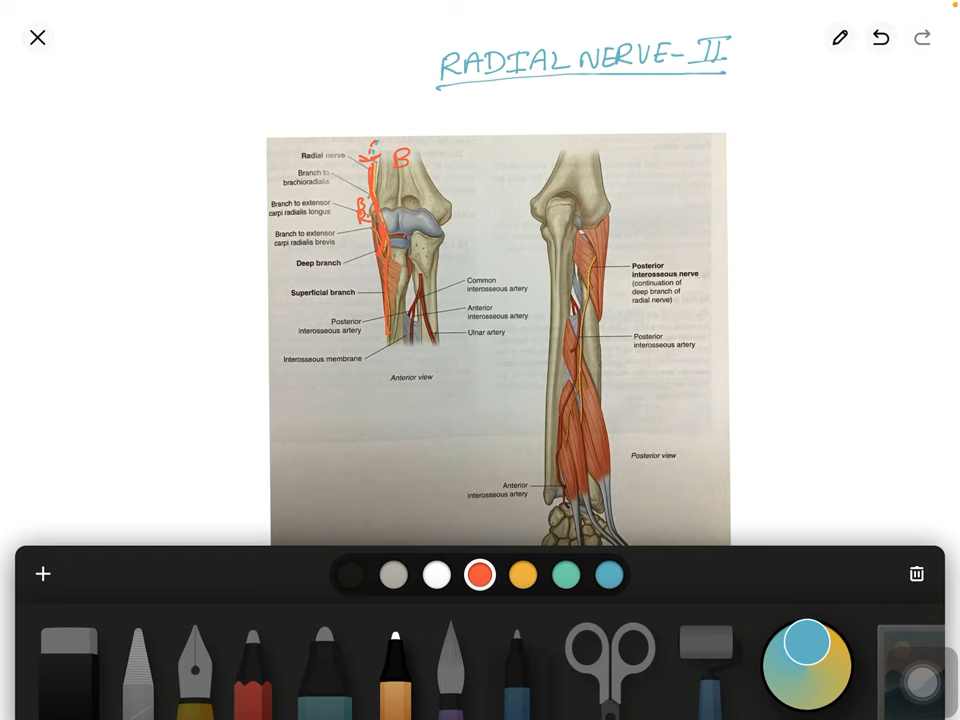 RADIAL NERVE-II
B
Radial nerve
Branch to
brachioradialis
B
Branch to extensor
carpi radialis longus
R
Branch to extensor
carpi radialis brevis
Deep branch
Superficial branch
Posterior
interosseous artery
Interosseous membrane
Common
interosseous artery
Anterior
interosseous artery
Ulnar artery
Anterior view
Posterior
interosseous nerve
(continuation of
deep branch of
radial nerve)
Posterior
interosseous artery
Posterior view
Anterior
interosseous artery